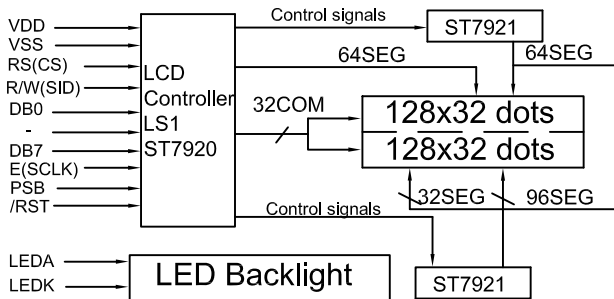 VDD
VSS
RS(CS)
R/W(SID)
DB0
-
DB7
E(SCLK)
PSB
/RST
LCD
Controller
LS1
ST7920
Control signals
ST7921
64SEG
64SEG
32COM
128x32 dots
128x32 dots
32SEG
96SEG
Control signals
ST7921
LEDA
LEDK
LED Backlight